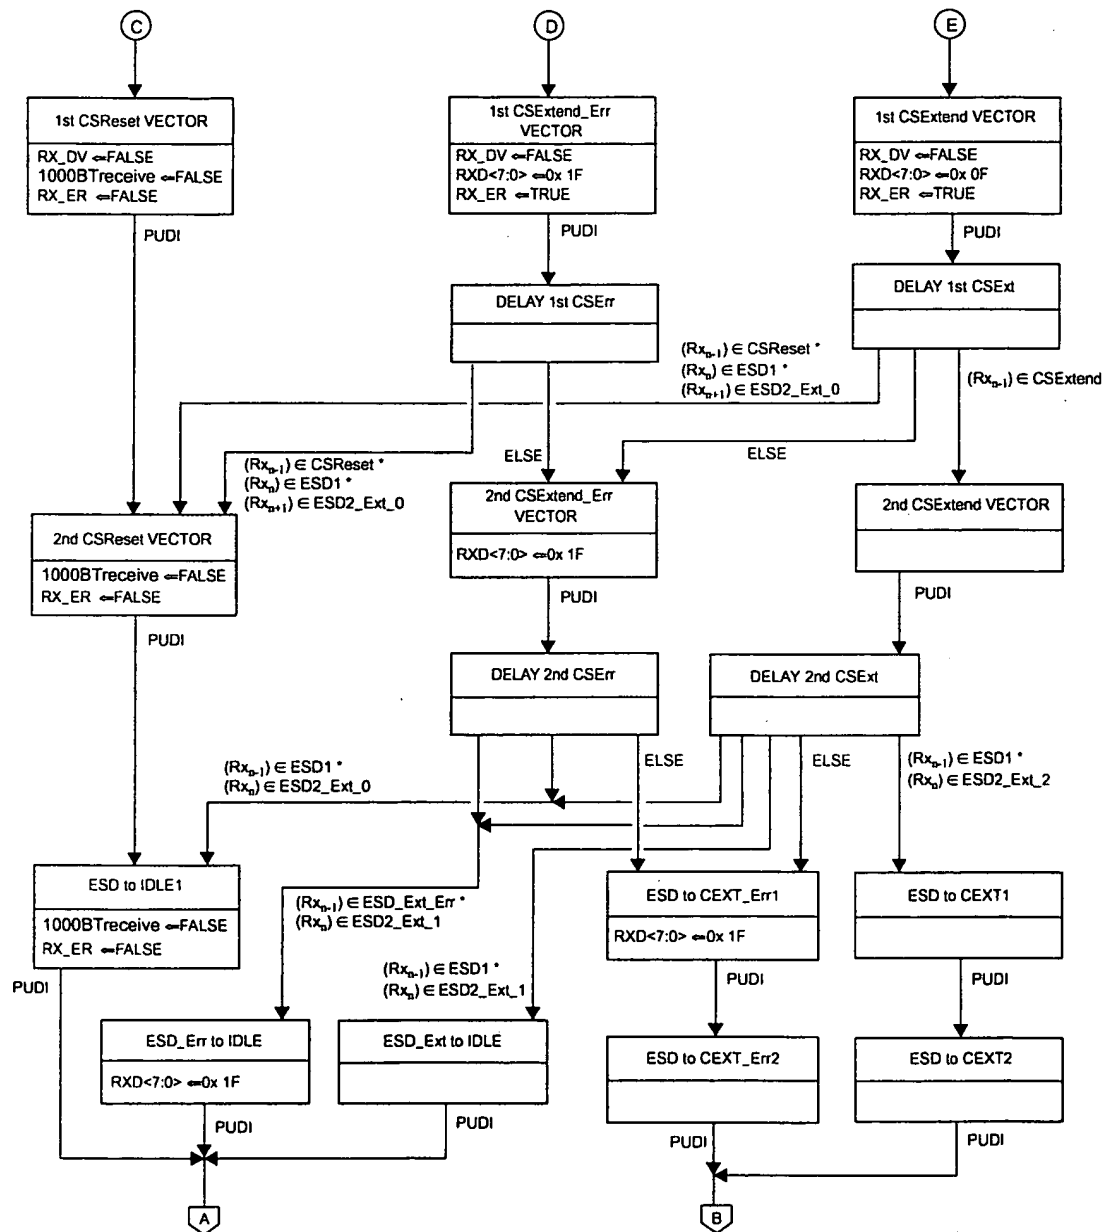 C
D
E
1st CSReset VECTOR
RX_DV ⇐FALSE
1000BTreceive ⇐FALSE
RX_ER ⇐FALSE
PUDI
1st CSExtend_Err
VECTOR
RX_DV ⇐FALSE
RXD<7:0> ⇐0x 1F
RX_ER ⇐TRUE
PUDI
1st CSExtend VECTOR
RX_DV ⇐FALSE
RXD<7:0> ⇐0x 0F
RX_ER ⇐TRUE
PUDI
DELAY 1st CSErr
DELAY 1st CSExt
(Rxn-1) ∈ CSReset *
(Rxn) ∈ ESD1 *
(Rxn+1) ∈ ESD2_Ext_0
(Rxn-1) ∈ CSExtend
(Rxn-1) ∈ CSReset *
(Rxn) ∈ ESD1 *
(Rxn+1) ∈ ESD2_Ext_0
ELSE
ELSE
2nd CSReset VECTOR
1000BTreceive ⇐FALSE
RX_ER ⇐FALSE
PUDI
2nd CSExtend_Err
VECTOR
RXD<7:0> ⇐0x 1F
PUDI
2nd CSExtend VECTOR
PUDI
DELAY 2nd CSErr
DELAY 2nd CSExt
(Rxn-1) ∈ ESD1 *
(Rxn) ∈ ESD2_Ext_0
ELSE
ELSE
(Rxn-1) ∈ ESD1 *
(Rxn) ∈ ESD2_Ext_2
ESD to IDLE1
1000BTreceive ⇐FALSE
RX_ER ⇐FALSE
PUDI
(Rxn-1) ∈ ESD_Ext_Err *
(Rxn) ∈ ESD2_Ext_1
(Rxn-1) ∈ ESD1 *
(Rxn) ∈ ESD2_Ext_1
ESD to CEXT_Err1
RXD<7:0> ⇐0x 1F
PUDI
ESD to CEXT1
PUDI
ESD_Err to IDLE
RXD<7:0> ⇐0x 1F
PUDI
ESD_Ext to IDLE
PUDI
ESD to CEXT_Err2
PUDI
ESD to CEXT2
PUDI
A
B